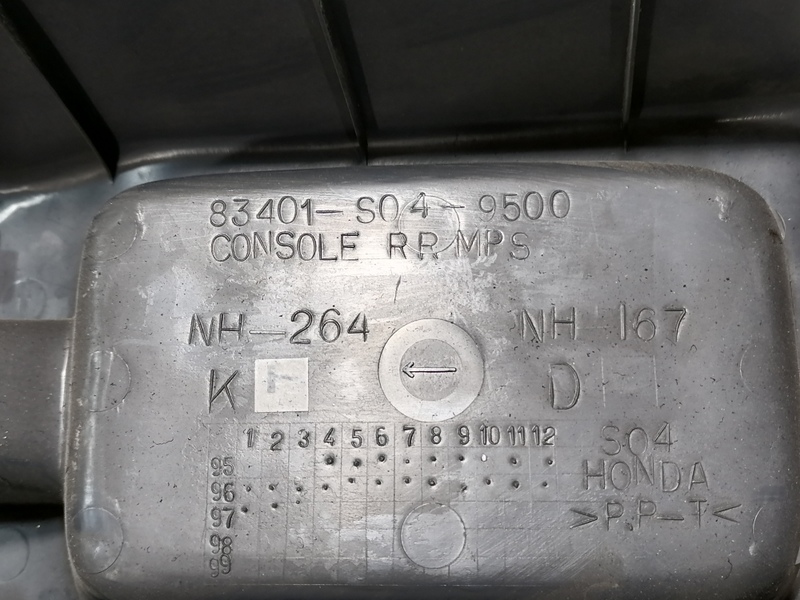 83401-S04-9500
CONSOLE RR MPS
NH-264 NH-167
K D
1 2 3 4 5 6 7 8 9 10 11 12
95
96
97
98
99
S04
HONDA
>P.P-T<